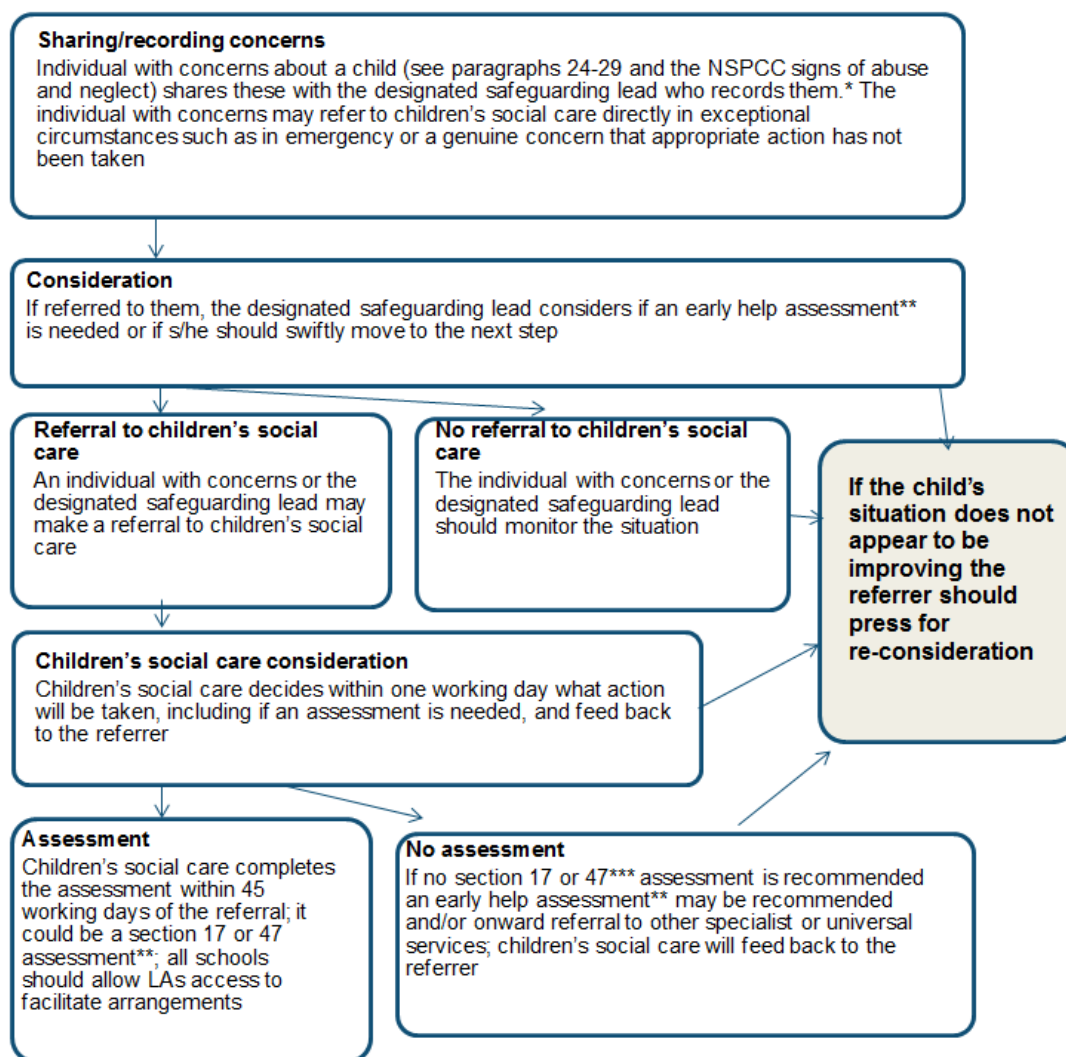 Sharing/recording concerns
Individual with concerns about a child (see paragraphs 24-29 and the NSPCC signs of abuse
and neglect) shares these with the designated safeguarding lead who records them.* The
individual with concerns may refer to children's social care directly in exceptional
circumstances such as in emergency or a genuine concern that appropriate action has not
been taken
Consideration
If referred to them, the designated safeguarding lead considers if an early help assessment**
is needed or if s/he should swiftly move to the next step
Referral to children's social
care
An individual with concerns or the
designated safeguarding lead may
make a referral to children's social
care
No referral to children's social
care
The individual with concerns or the
designated safeguarding lead
should monitor the situation
If the child's
situation does not
appear to be
improving the
referrer should
press for
re-consideration
Children's social care consideration
Children's social care decides within one working day what action
will be taken, including if an assessment is needed, and feed back
to the referrer
Assessment
Children's social care completes
the assessment within 45
working days of the referral; it
could be a section 17 or 47
assessment**; all schools
should allow LAs access to
facilitate arrangements
No assessment
If no section 17 or 47*** assessment is recommended
an early help assessment** may be recommended
and/or onward referral to other specialist or universal
services; children's social care will feed back to the
referrer